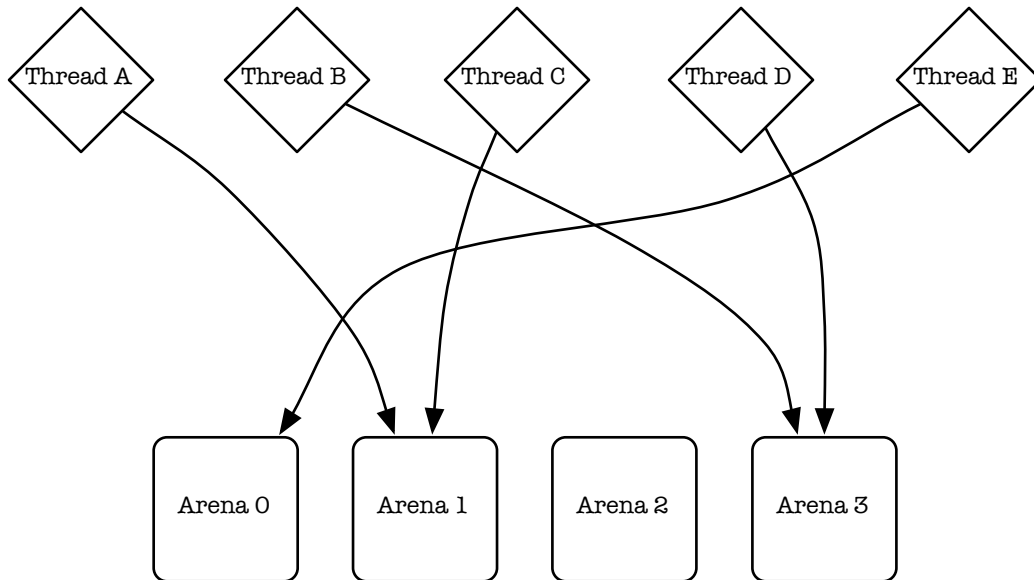 Thread A
Thread B
Thread C
Thread D
Thread E
Arena 0
Arena 1
Arena 2
Arena 3